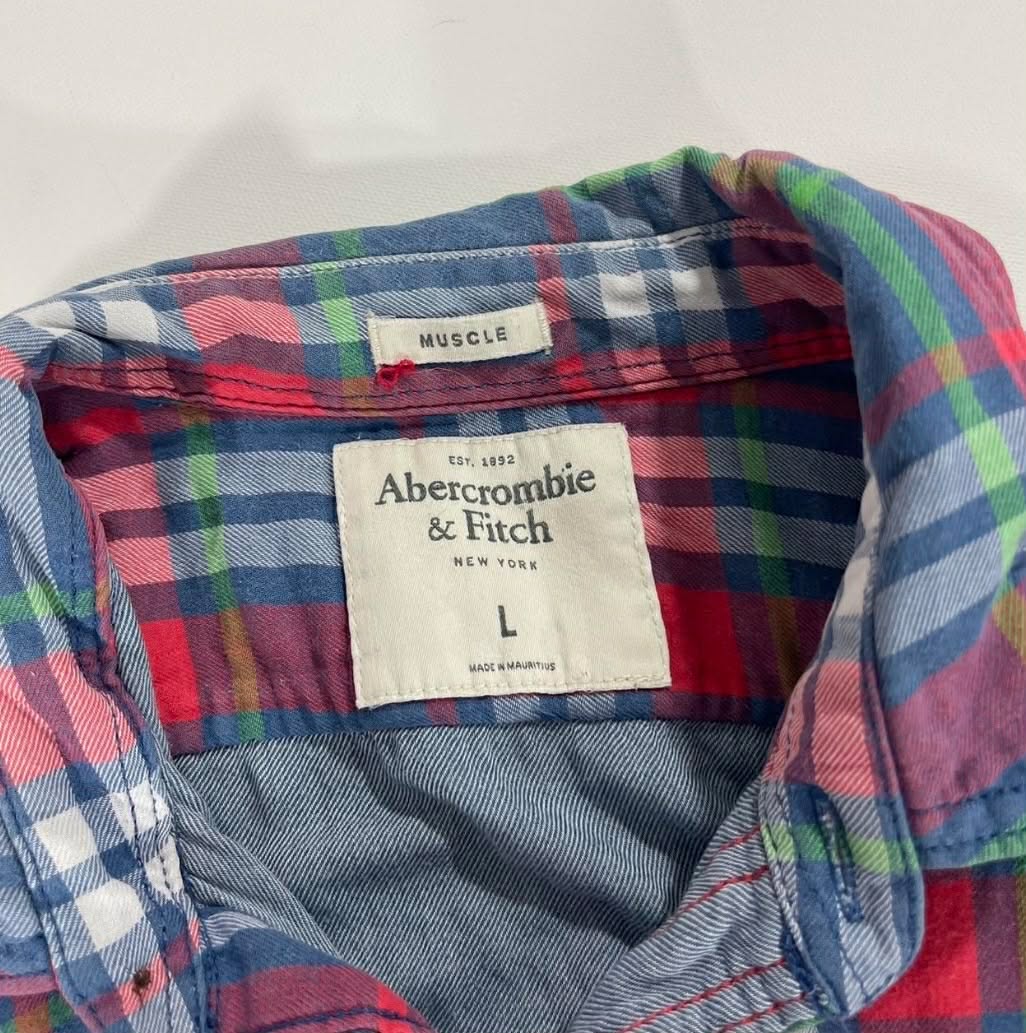 MUSCLE
EST. 1892
Abercrombie
& Fitch
NEW YORK
L
MADE IN MAURITIUS